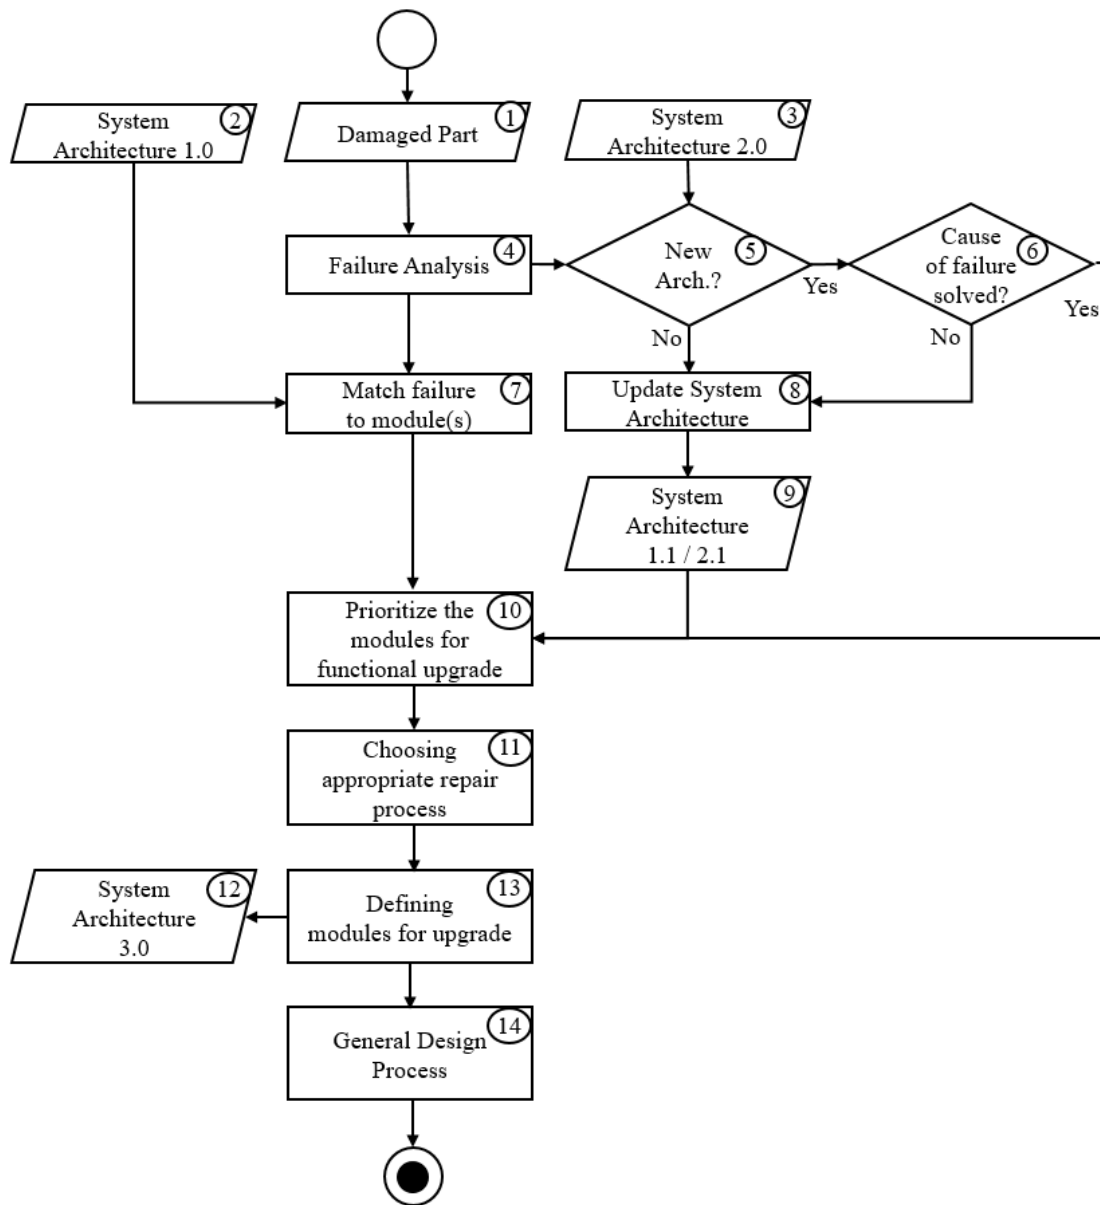 System
Architecture 1.0
2
Damaged Part
1
System
Architecture 2.0
3
Failure Analysis
4
New
Arch.?
5
Yes
No
Cause
of failure
solved?
6
Yes
No
Match failure
to module(s)
7
Update System
Architecture
8
System
Architecture
1.1 / 2.1
9
Prioritize the
modules for
functional upgrade
10
Choosing
appropriate repair
process
11
System
Architecture
3.0
12
Defining
modules for upgrade
13
General Design
Process
14